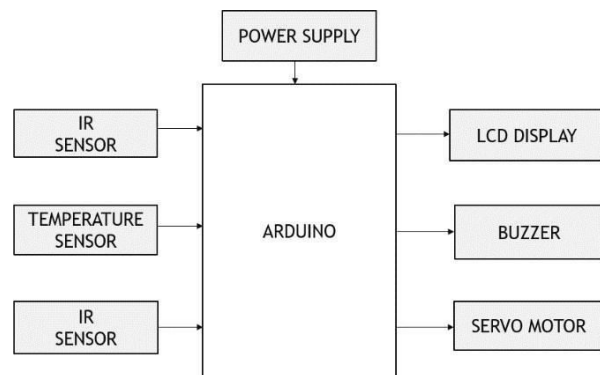 POWER SUPPLY
IR
SENSOR
TEMPERATURE
SENSOR
IR
SENSOR
ARDUINO
LCD DISPLAY
BUZZER
SERVO MOTOR